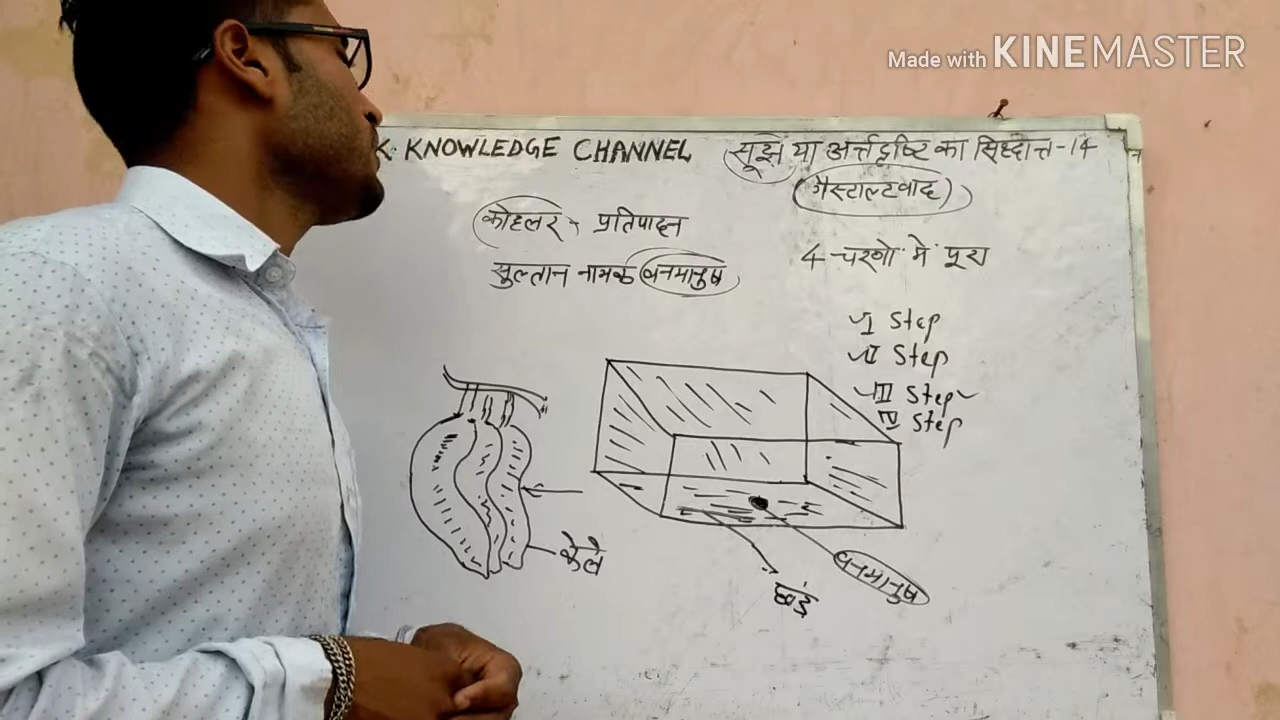 Made with KINEMASTER
K KNOWLEDGE CHANNEL
सूझ या अर्न्तदृष्टि का सिध्दान्त-14
(गैस्टाल्टवाद)
कोहलर - प्रतिपादन
सुल्तान नामक वनमानुष
4 चरणो में पूरा
I Step
II Step
III Step
IV Step
केले
छड़
वनमानुष